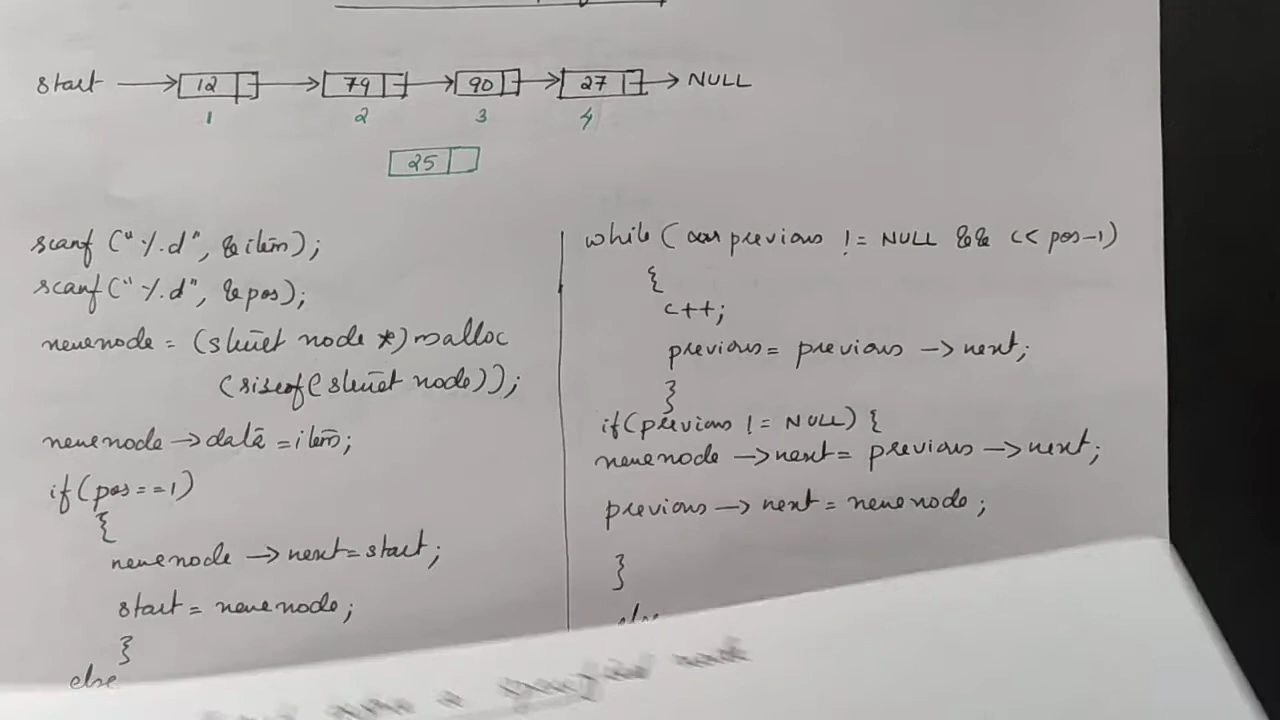 start → 12 → 79 → 90 → 27 → NULL
1 2 3 4
25
scanf ("%d", &item);
scanf ("%d", &pos);
newnode = (struct node *) malloc
(sizeof(struct node));
newnode → data = item;
if (pos == 1)
{
newnode → next = start;
start = newnode;
}
else
while ( previous != NULL && c < pos-1)
{
c++;
previous = previous → next;
}
if (previous != NULL) {
newnode → next = previous → next;
previous → next = newnode;
}
else